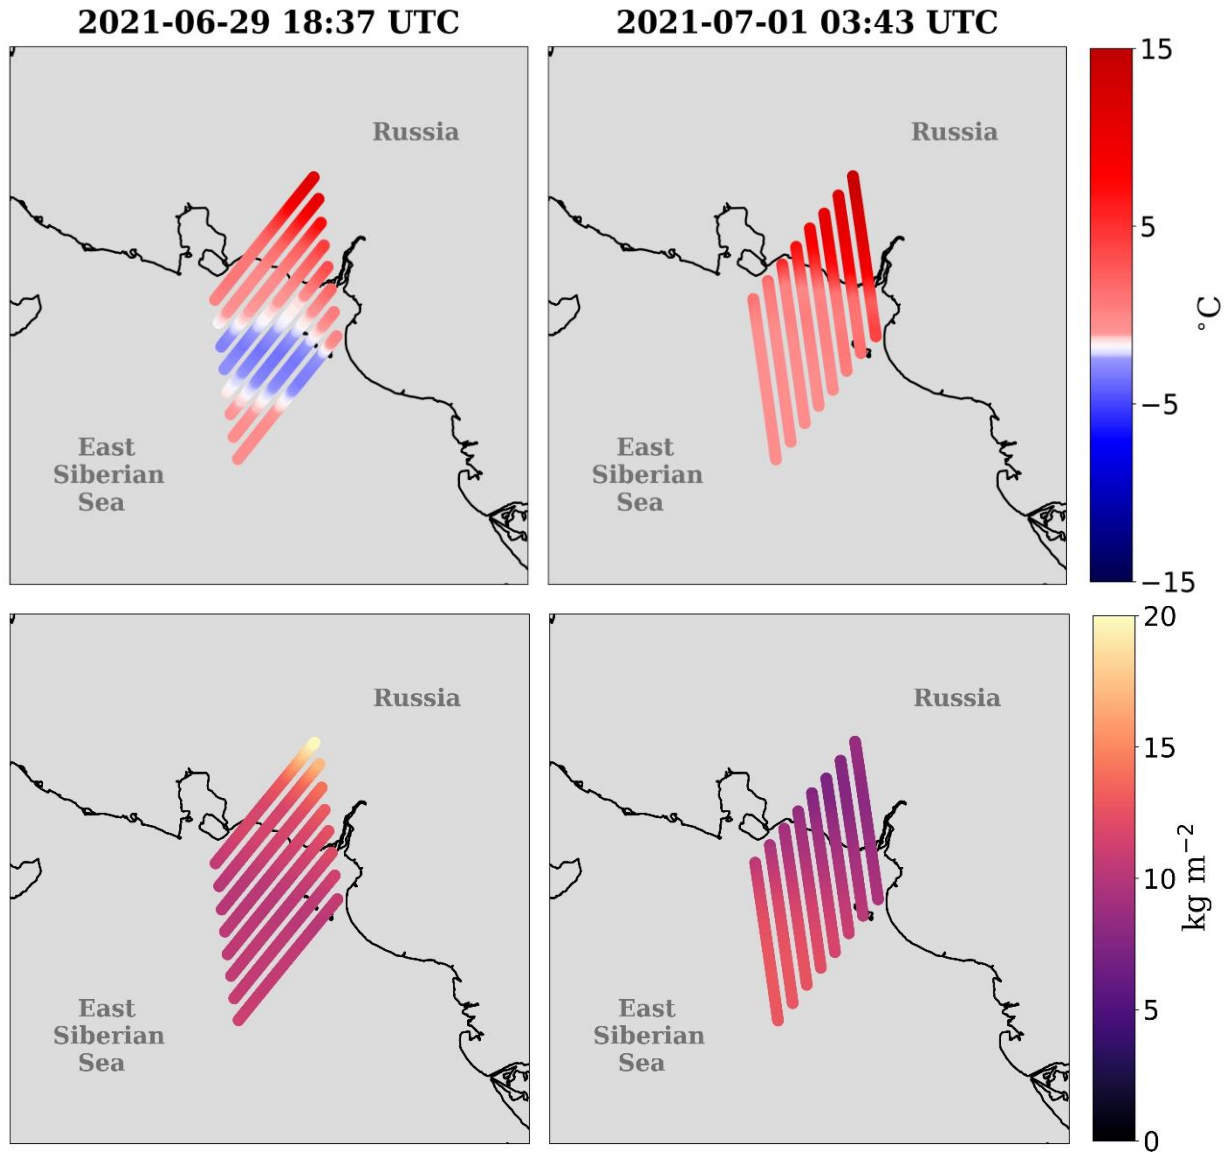 2021-06-29 18:37 UTC
2021-07-01 03:43 UTC
Russia
East
Siberian
Sea
Russia
East
Siberian
Sea
15
5
−5
−15
°C
Russia
East
Siberian
Sea
Russia
East
Siberian
Sea
20
15
10
5
0
kg m⁻²